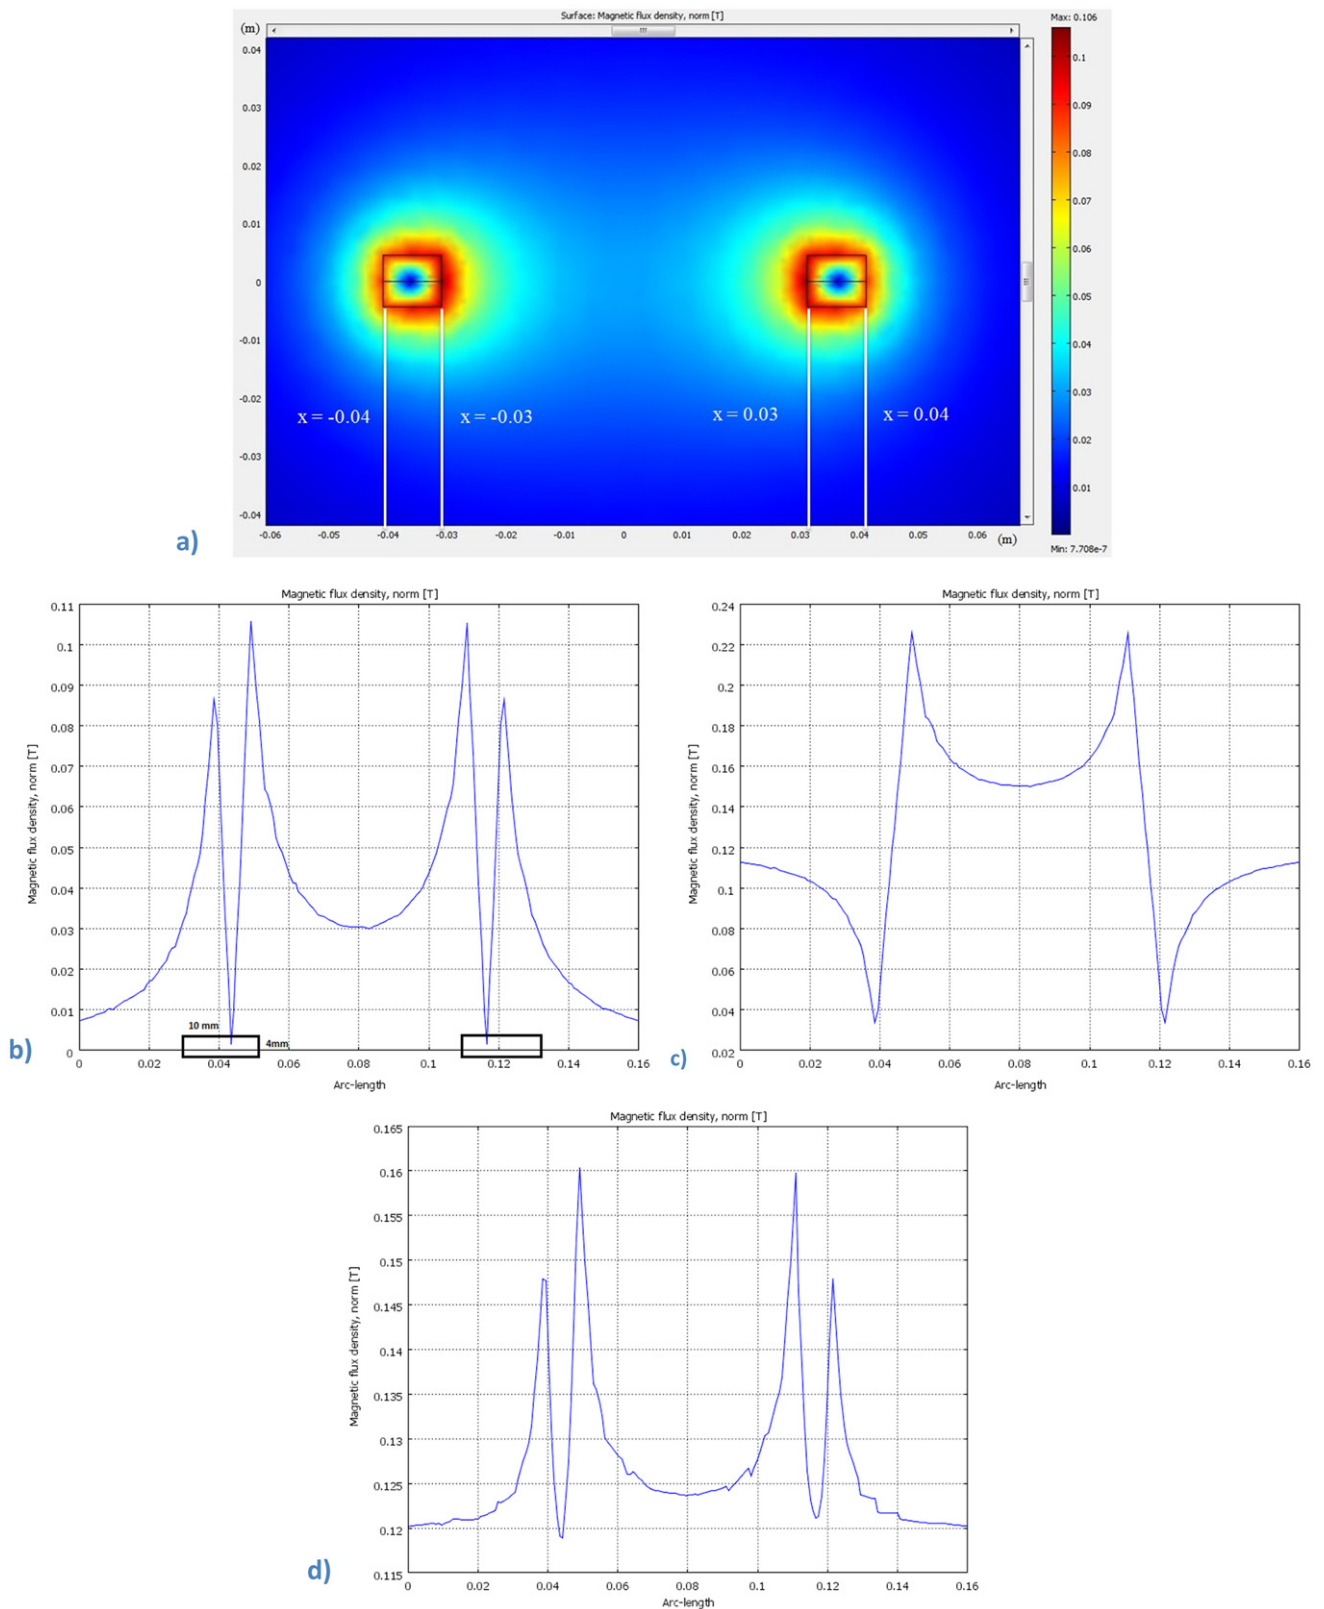 Surface: Magnetic flux density, norm [T]
Max: 0.106
(m)
0.04
0.03
0.02
0.01
0
-0.01
-0.02
-0.03
-0.04
x = -0.04
x = -0.03
x = 0.03
x = 0.04
-0.06 -0.05 -0.04 -0.03 -0.02 -0.01 0 0.01 0.02 0.03 0.04 0.05 0.06
(m)
0.1
0.09
0.08
0.07
0.06
0.05
0.04
0.03
0.02
0.01
Min: 7.708e-7
a)
Magnetic flux density, norm [T]
Magnetic flux density, norm [T]
0.11
0.1
0.09
0.08
0.07
0.06
0.05
0.04
0.03
0.02
0.01
0
10 mm
4mm
0 0.02 0.04 0.06 0.08 0.1 0.12 0.14 0.16
Arc-length
b)
Magnetic flux density, norm [T]
Magnetic flux density, norm [T]
0.24
0.22
0.2
0.18
0.16
0.14
0.12
0.1
0.08
0.06
0.04
0.02
0 0.02 0.04 0.06 0.08 0.1 0.12 0.14 0.16
Arc-length
c)
Magnetic flux density, norm [T]
Magnetic flux density, norm [T]
0.165
0.16
0.155
0.15
0.145
0.14
0.135
0.13
0.125
0.12
0.115
0 0.02 0.04 0.06 0.08 0.1 0.12 0.14 0.16
Arc-length
d)